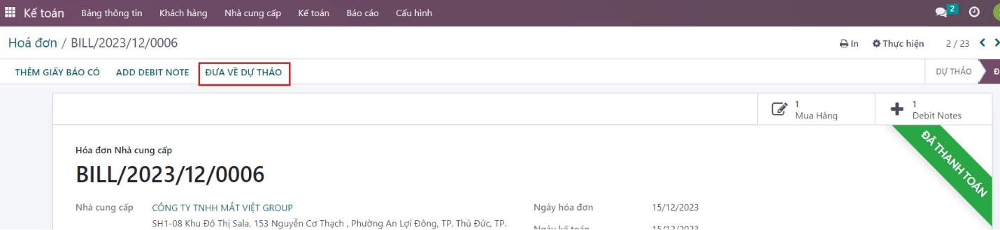 Kế toán Bảng thông tin Khách hàng Nhà cung cấp Kế toán Báo cáo Cấu hình 2
Hoá đơn / BILL/2023/12/0006 In Thực hiện 2 / 23
THÊM GIẤY BÁO CÓ ADD DEBIT NOTE ĐƯA VỀ DỰ THẢO DỰ THẢO
1 Mua Hàng
1 Debit Notes
ĐÃ THANH TOÁN
Hóa đơn Nhà cung cấp
BILL/2023/12/0006
Nhà cung cấp CÔNG TY TNHH MẮT VIỆT GROUP Ngày hóa đơn 15/12/2023
SH1-08 Khu Đô Thị Sala, 153 Nguyễn Cơ Thạch , Phường An Lợi Đông, TP. Thủ Đức, TP.
Ngày kế toán 15/12/2023